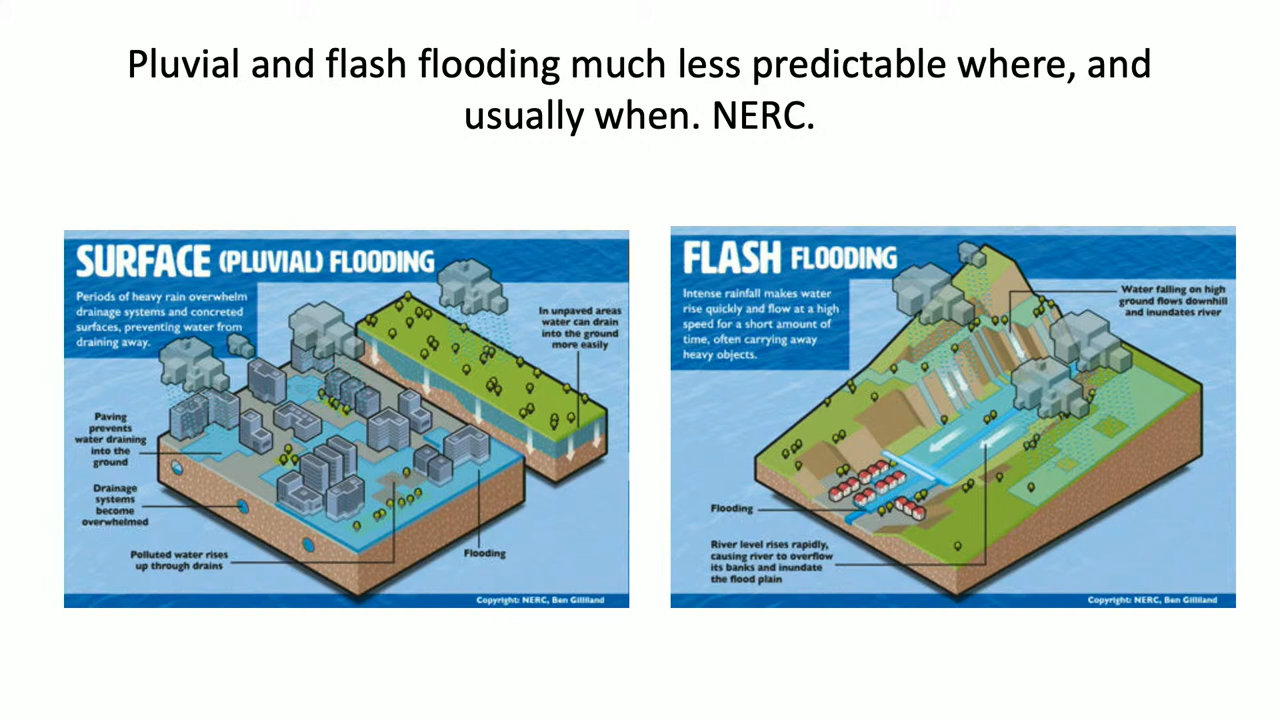 Pluvial and flash flooding much less predictable where, and
usually when. NERC.
SURFACE (PLUVIAL) FLOODING
Periods of heavy rain overwhelm
drainage systems and concreted
surfaces, preventing water from
draining away.
In unpaved areas
water can drain
into the ground
more easily
Paving
prevents
water draining
into the
ground
Drainage
systems
become
overwhelmed
Polluted water rises
up through drains
Flooding
Copyright: NERC, Ben Gilliland
FLASH FLOODING
Intense rainfall makes water
rise quickly and flow at a high
speed for a short amount of
time, often carrying away
heavy objects.
Water falling on high
ground flows downhill
and inundates river
Flooding
River level rises rapidly,
causing river to overflow
its banks and inundate
the flood plain
Copyright: NERC, Ben Gilliland